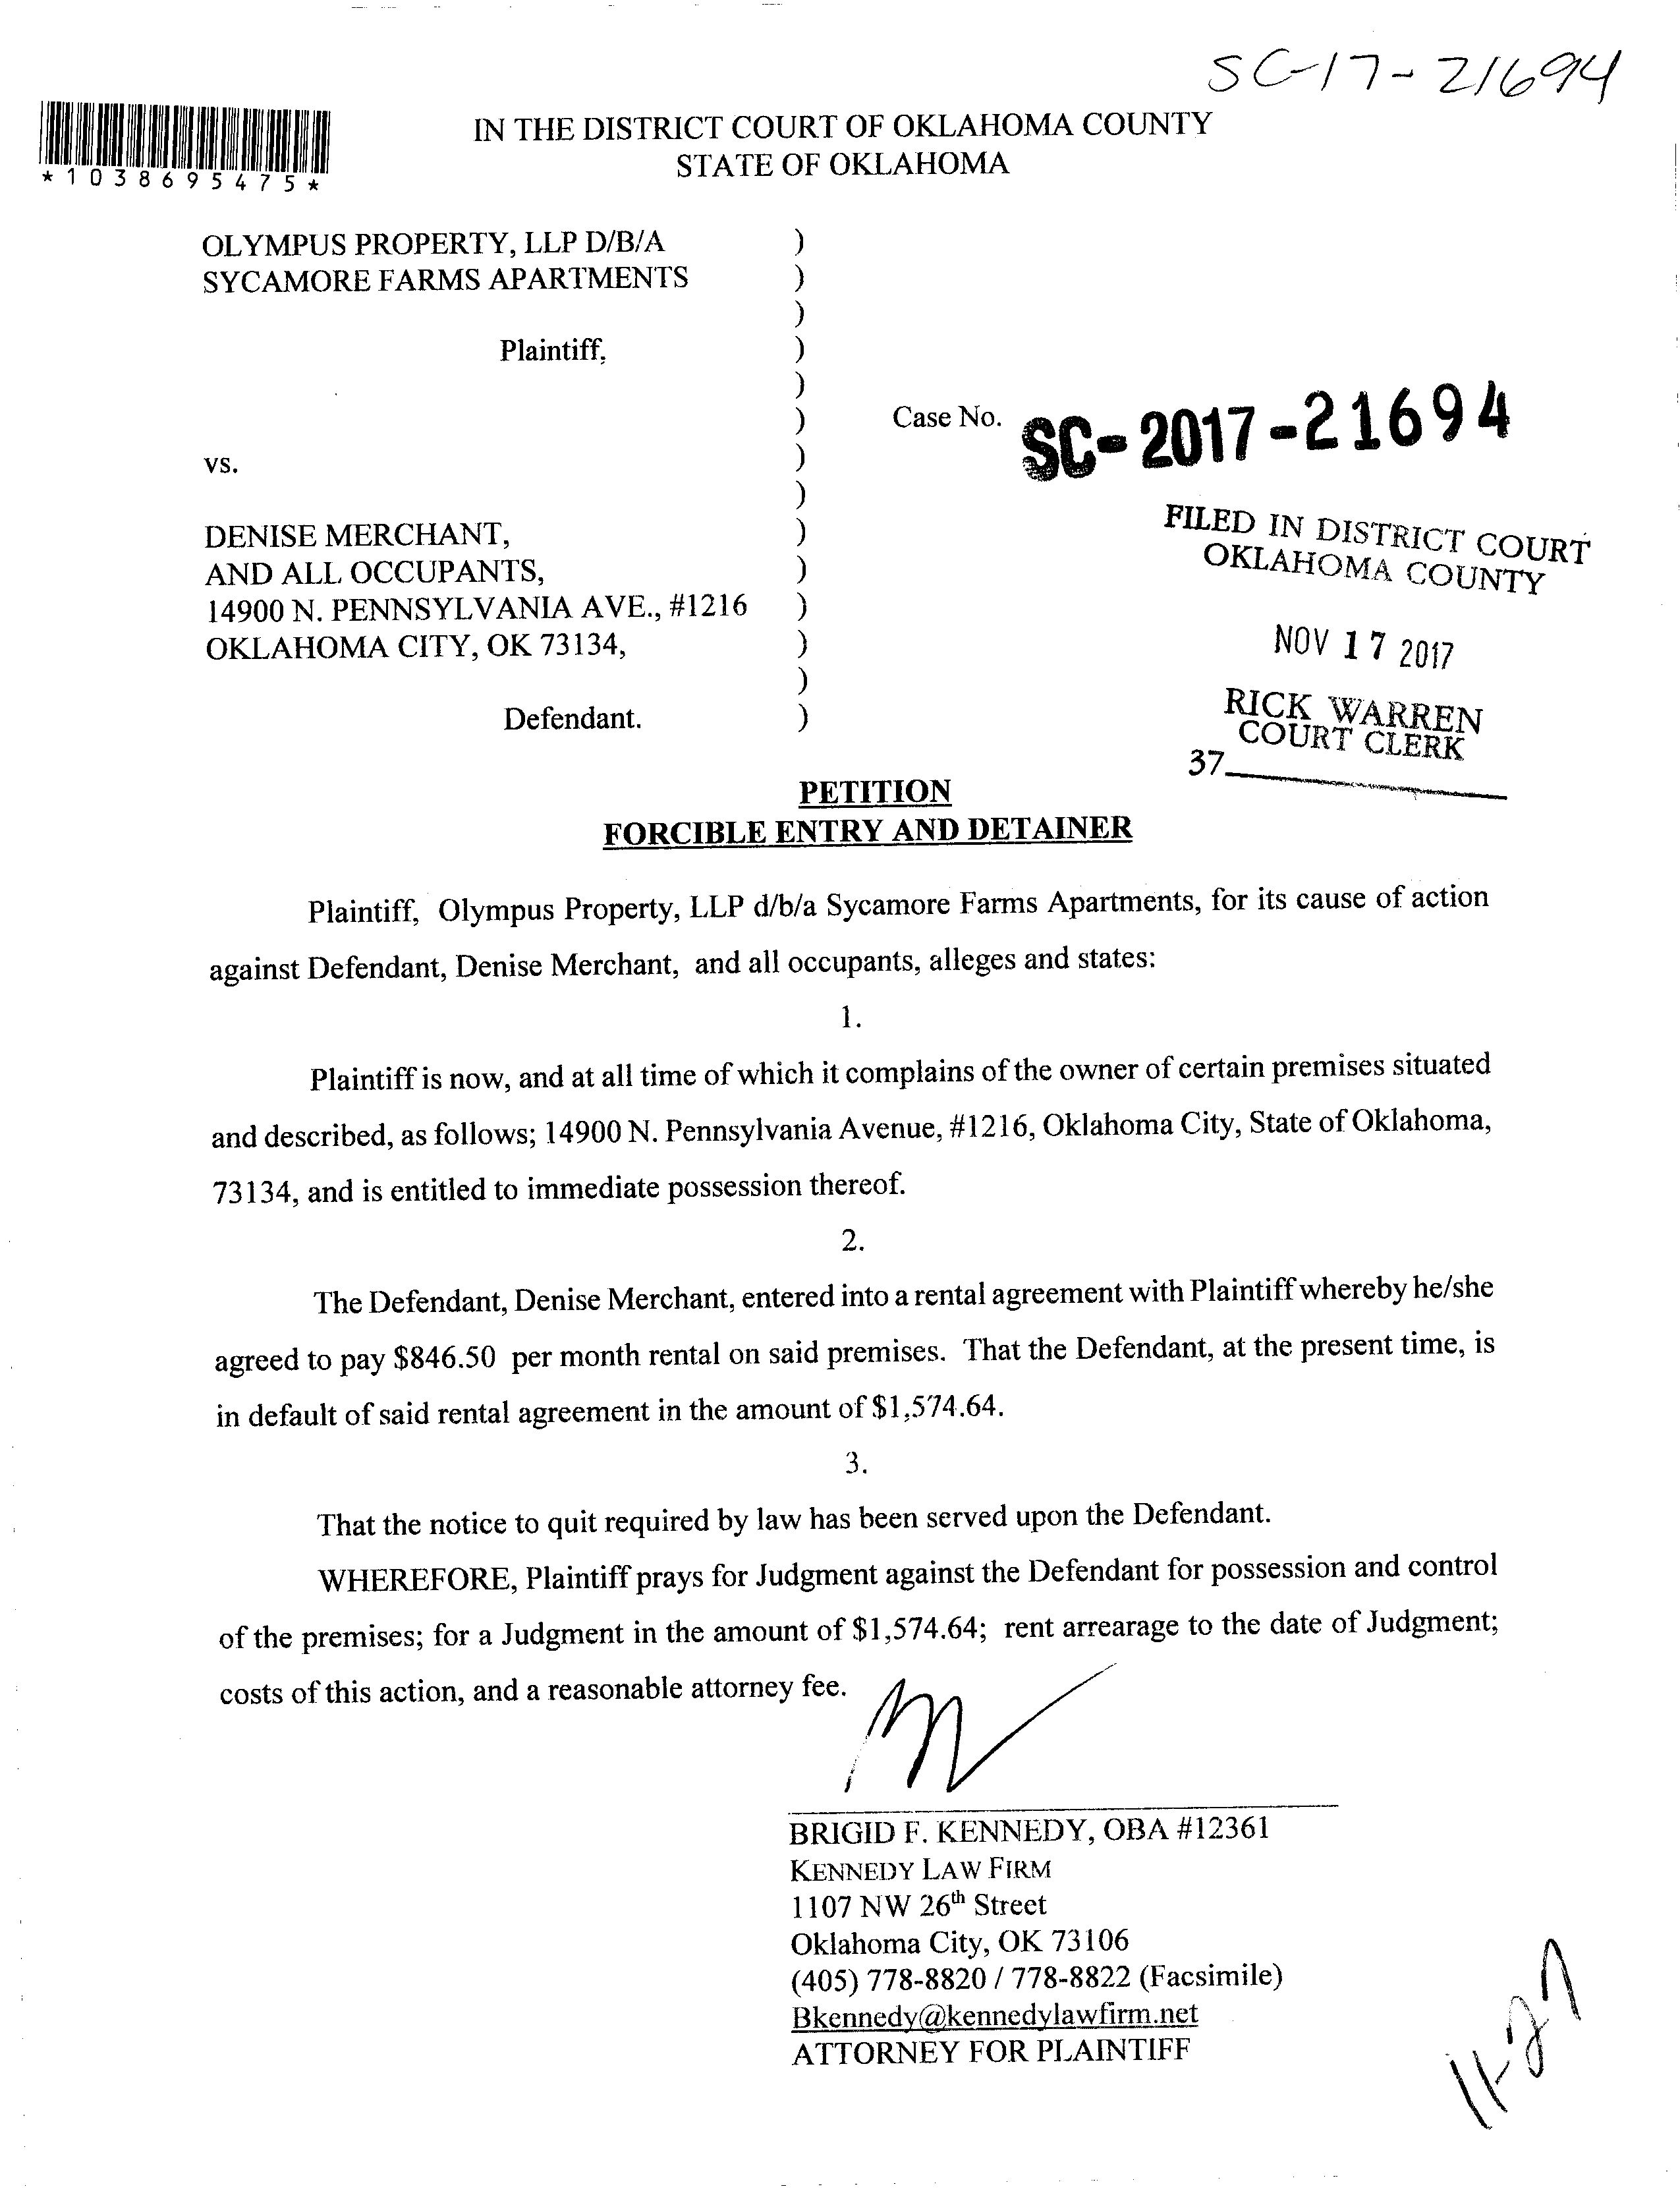 SC-17-21694
*1038695475*
IN THE DISTRICT COURT OF OKLAHOMA COUNTY
STATE OF OKLAHOMA
OLYMPUS PROPERTY, LLP D/B/A )
SYCAMORE FARMS APARTMENTS )
)
Plaintiff, )
)
) Case No. SC-2017-21694
vs. )
)
DENISE MERCHANT, )
AND ALL OCCUPANTS, )
14900 N. PENNSYLVANIA AVE., #1216 )
OKLAHOMA CITY, OK 73134, )
)
Defendant. )
FILED IN DISTRICT COURT
OKLAHOMA COUNTY
NOV 17 2017
RICK WARREN
COURT CLERK
37
PETITION
FORCIBLE ENTRY AND DETAINER
Plaintiff, Olympus Property, LLP d/b/a Sycamore Farms Apartments, for its cause of action
against Defendant, Denise Merchant, and all occupants, alleges and states:
1.
Plaintiff is now, and at all time of which it complains of the owner of certain premises situated
and described, as follows; 14900 N. Pennsylvania Avenue, #1216, Oklahoma City, State of Oklahoma,
73134, and is entitled to immediate possession thereof.
2.
The Defendant, Denise Merchant, entered into a rental agreement with Plaintiff whereby he/she
agreed to pay $846.50 per month rental on said premises. That the Defendant, at the present time, is
in default of said rental agreement in the amount of $1,574.64.
3.
That the notice to quit required by law has been served upon the Defendant.
WHEREFORE, Plaintiff prays for Judgment against the Defendant for possession and control
of the premises; for a Judgment in the amount of $1,574.64; rent arrearage to the date of Judgment;
costs of this action, and a reasonable attorney fee.
BRIGID F. KENNEDY, OBA #12361
KENNEDY LAW FIRM
1107 NW 26th Street
Oklahoma City, OK 73106
(405) 778-8820 / 778-8822 (Facsimile)
Bkennedy@kennedylawfirm.net
ATTORNEY FOR PLAINTIFF
11-27